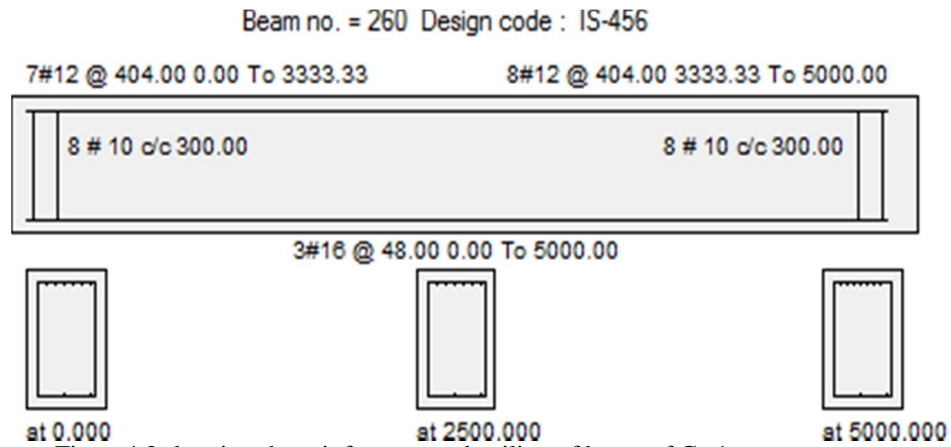 Beam no. = 260 Design code : IS-456
7#12 @ 404.00 0.00 To 3333.33
8#12 @ 404.00 3333.33 To 5000.00
8 # 10 c/c 300.00
8 # 10 c/c 300.00
3#16 @ 48.00 0.00 To 5000.00
at 0.000
at 2500.000
at 5000.000